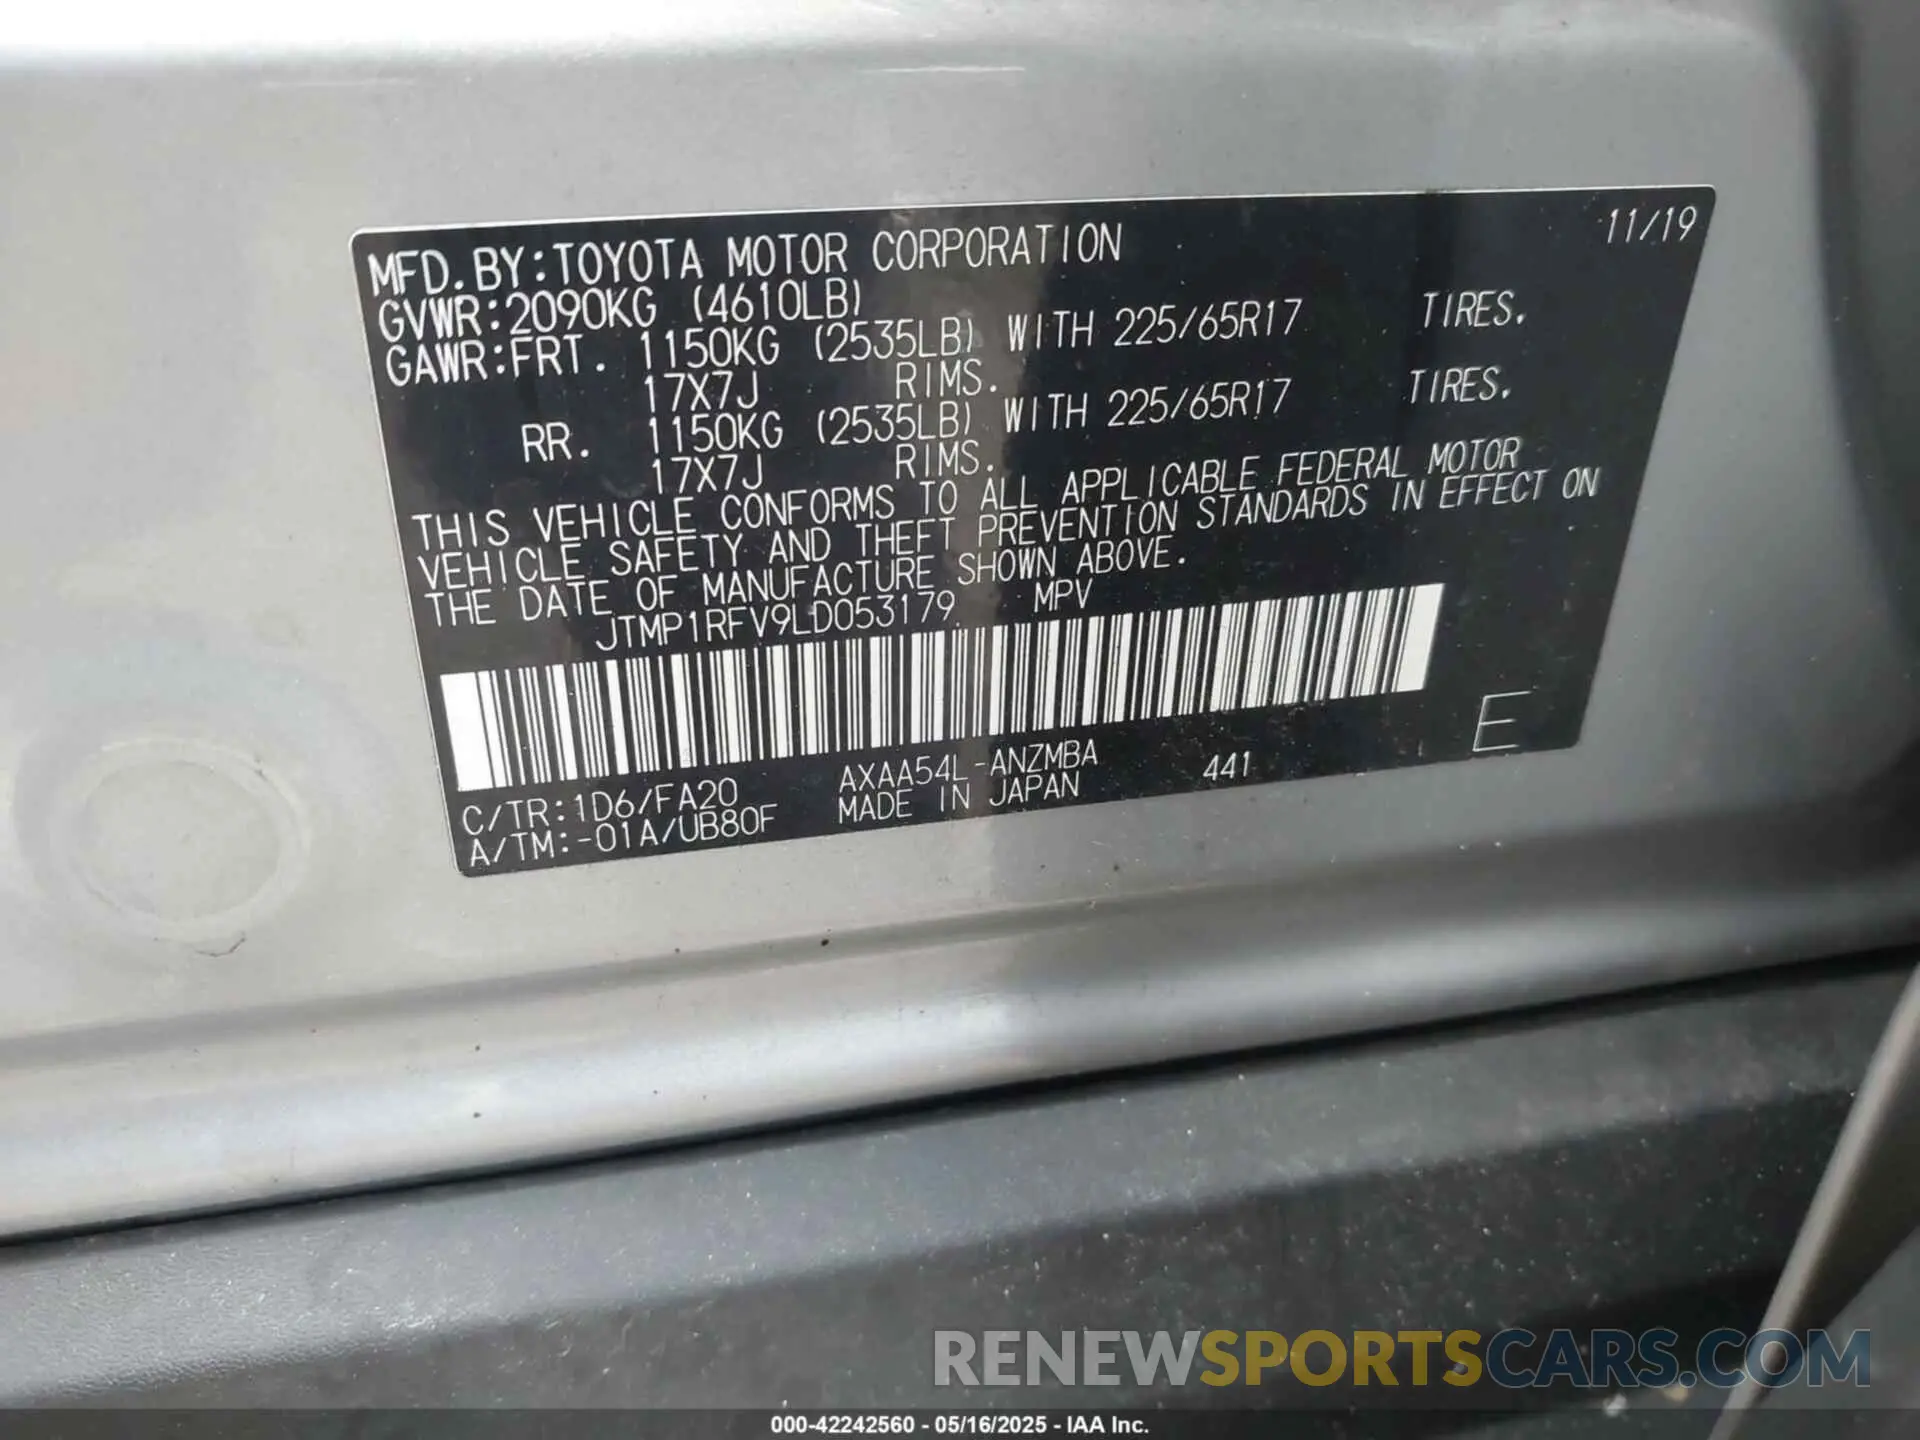 11/19
MFD.BY:TOYOTA MOTOR CORPORATION
GVWR:2090KG (4610LB)
GAWR:FRT. 1150KG (2535LB) WITH 225/65R17 TIRES.
17X7J RIMS.
RR. 1150KG (2535LB) WITH 225/65R17 TIRES.
17X7J RIMS.
THIS VEHICLE CONFORMS TO ALL APPLICABLE FEDERAL MOTOR
VEHICLE SAFETY AND THEFT PREVENTION STANDARDS IN EFFECT ON
THE DATE OF MANUFACTURE SHOWN ABOVE.
JTMP1RFV9LD053179 MPV
E
C/TR:1D6/FA20 AXAA54L-ANZMBA 441
A/TM:-01A/UB80F MADE IN JAPAN
RENEWSPORTSCARS.COM
000-42242560 - 05/16/2025 - IAA Inc.